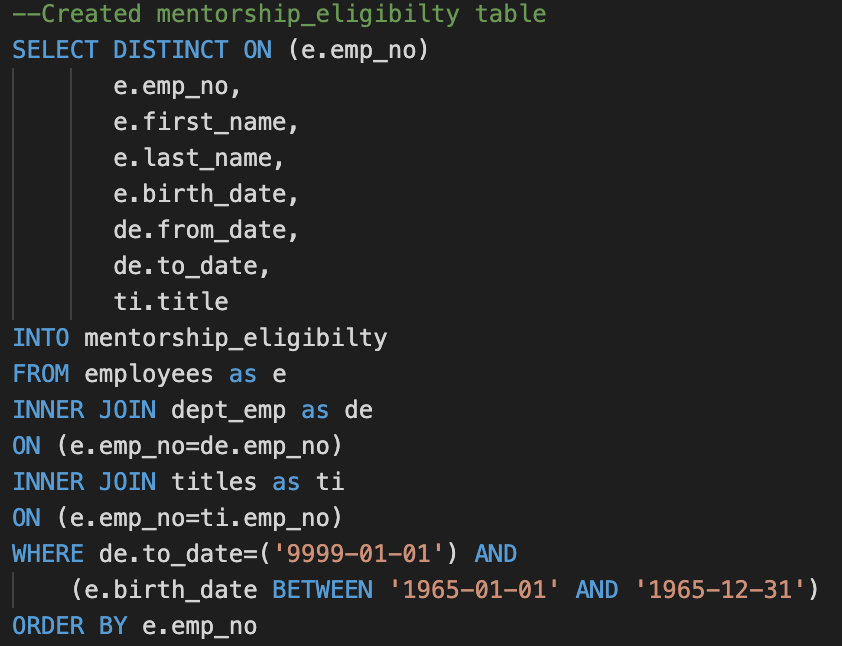 --Created mentorship_eligibilty table
SELECT DISTINCT ON (e.emp_no)
e.emp_no,
e.first_name,
e.last_name,
e.birth_date,
de.from_date,
de.to_date,
ti.title
INTO mentorship_eligibilty
FROM employees as e
INNER JOIN dept_emp as de
ON (e.emp_no=de.emp_no)
INNER JOIN titles as ti
ON (e.emp_no=ti.emp_no)
WHERE de.to_date=('9999-01-01') AND
(e.birth_date BETWEEN '1965-01-01' AND '1965-12-31')
ORDER BY e.emp_no